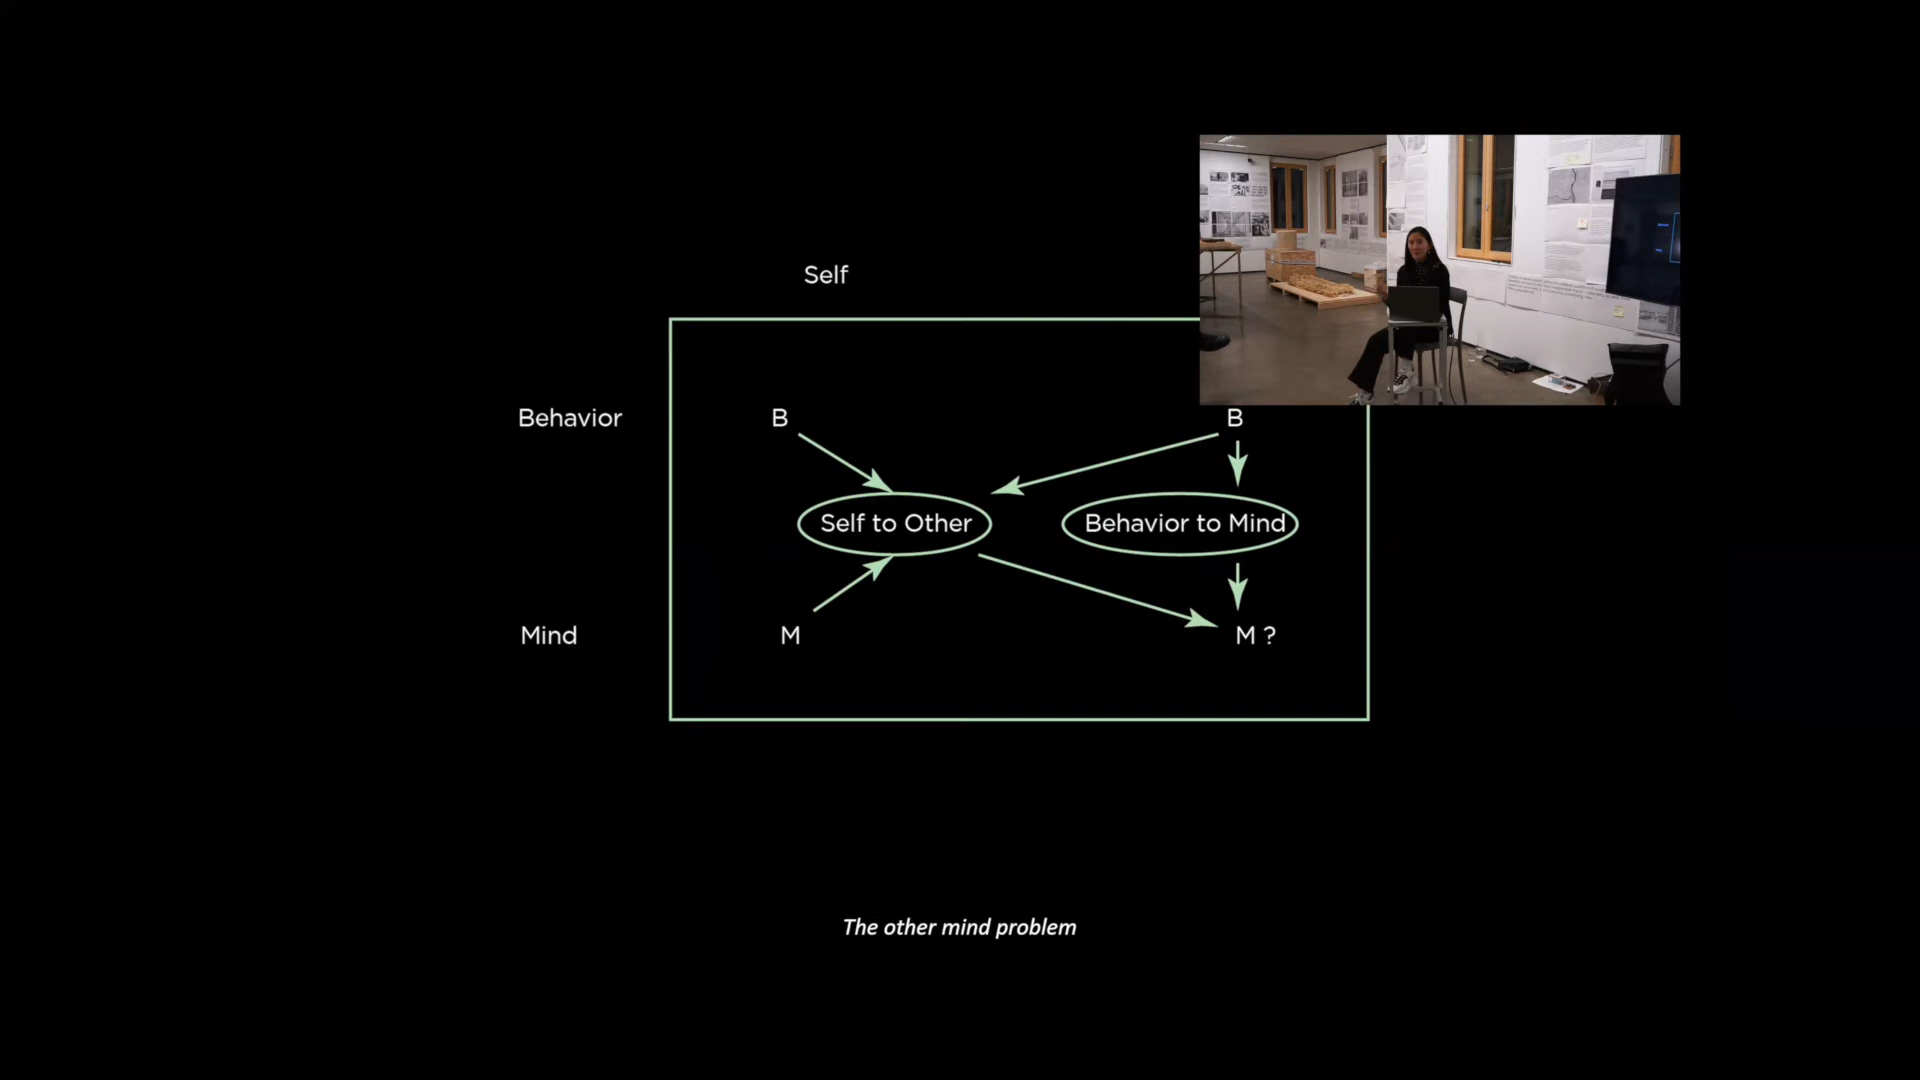 Self
Behavior
B
B
Self to Other
Behavior to Mind
Mind
M
M ?
The other mind problem